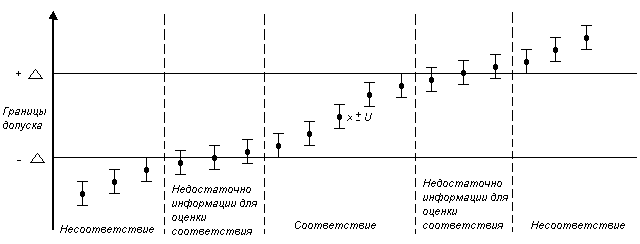 + △
Границы
допуска
x ± U
- △
Несоответствие
Недостаточно
информации для
оценки
соответствия
Соответствие
Недостаточно
информации для
оценки
соответствия
Несоответствие